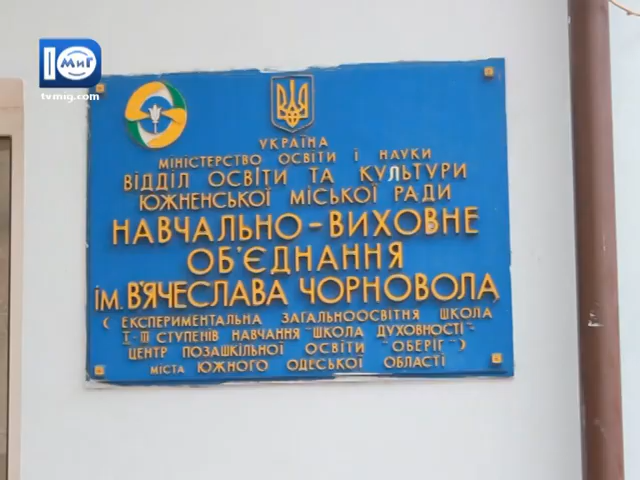 Ю МИГ
tvmig.com
УКРАЇНА
МІНІСТЕРСТВО ОСВІТИ І НАУКИ
ВІДДІЛ ОСВІТИ ТА КУЛЬТУРИ
ЮЖНЕНСЬКОЇ МІСЬКОЇ РАДИ
НАВЧАЛЬНО-ВИХОВНЕ
ОБ'ЄДНАННЯ
ІМ. В'ЯЧЕСЛАВА ЧОРНОВОЛА
( ЕКСПЕРИМЕНТАЛЬНА ЗАГАЛЬНООСВІТНЯ ШКОЛА
I-III СТУПЕНІВ НАВЧАННЯ "ШКОЛА ДУХОВНОСТІ"-
ЦЕНТР ПОЗАШКІЛЬНОЇ ОСВІТИ "ОБЕРІГ")
МІСТА ЮЖНОГО ОДЕСЬКОЇ ОБЛАСТІ